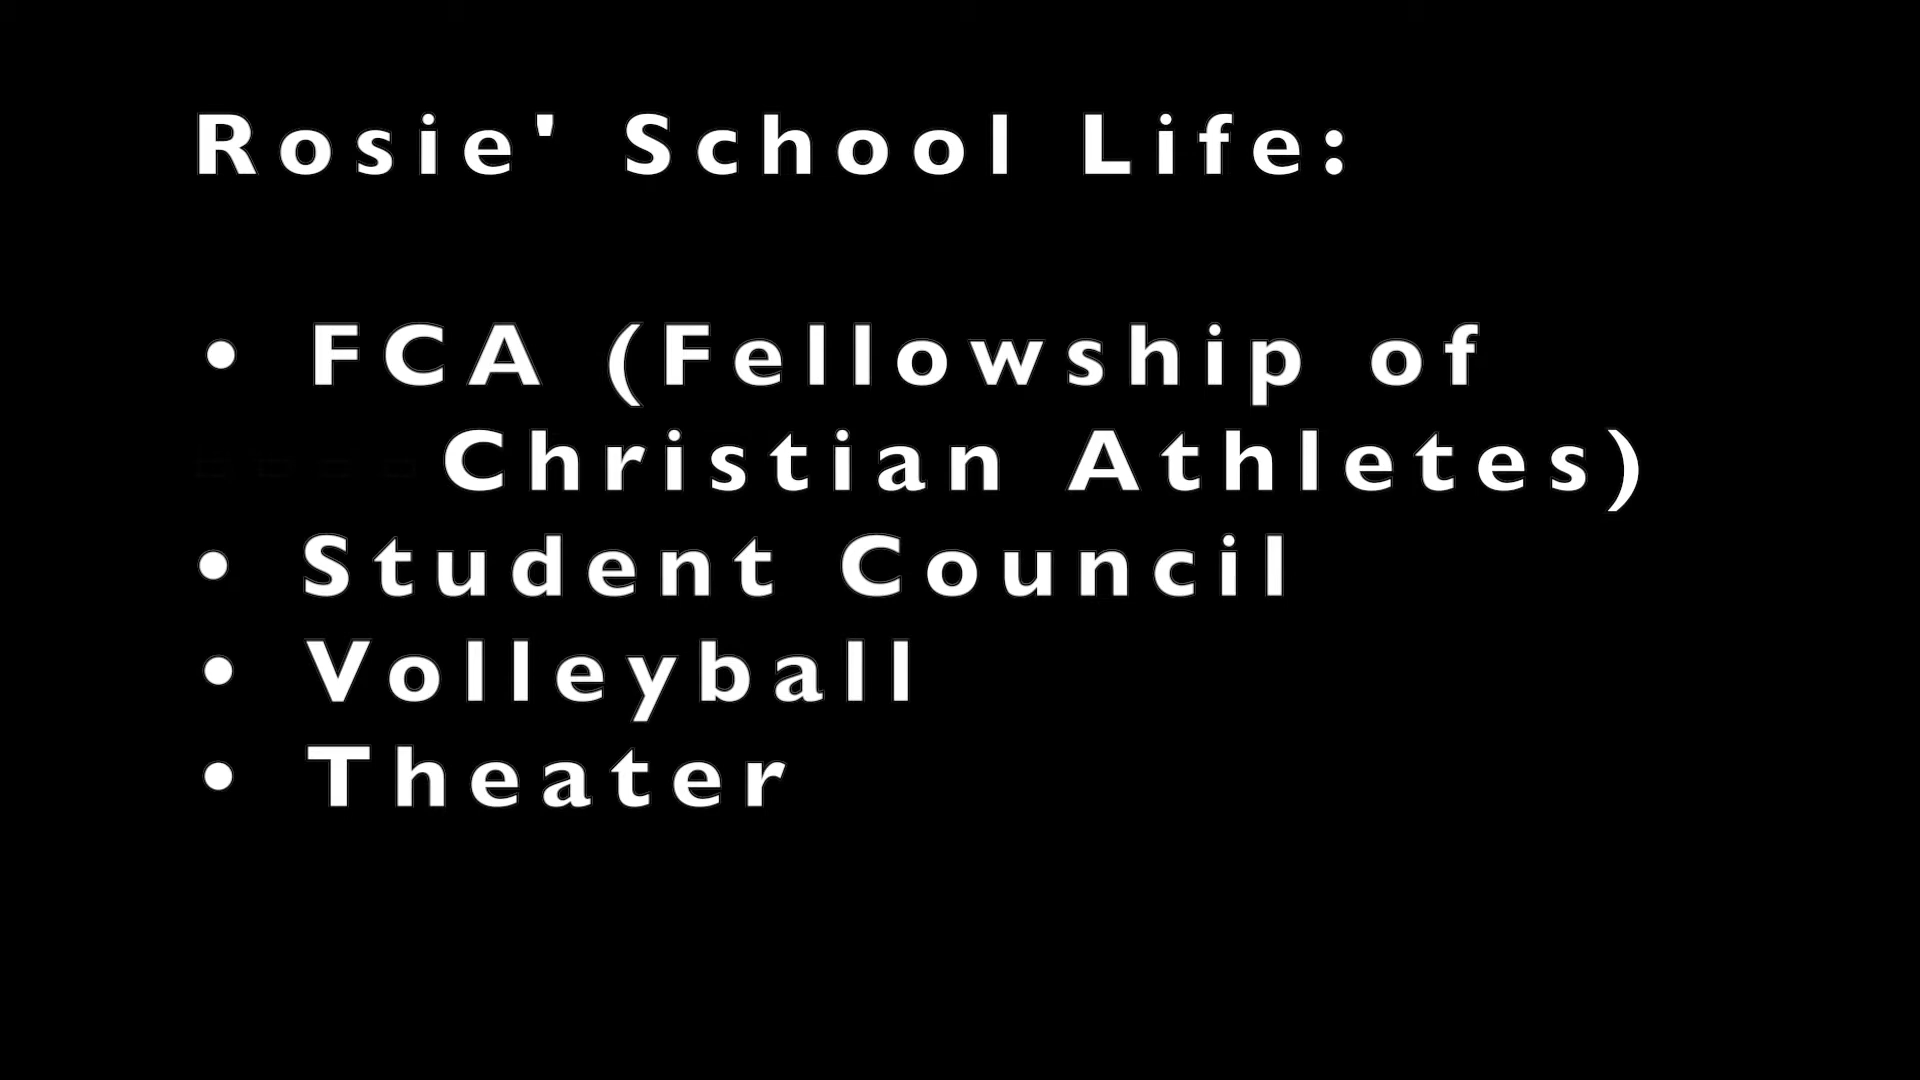 Rosie' School Life:
• FCA (Fellowship of
Christian Athletes)
• Student Council
• Volleyball
• Theater